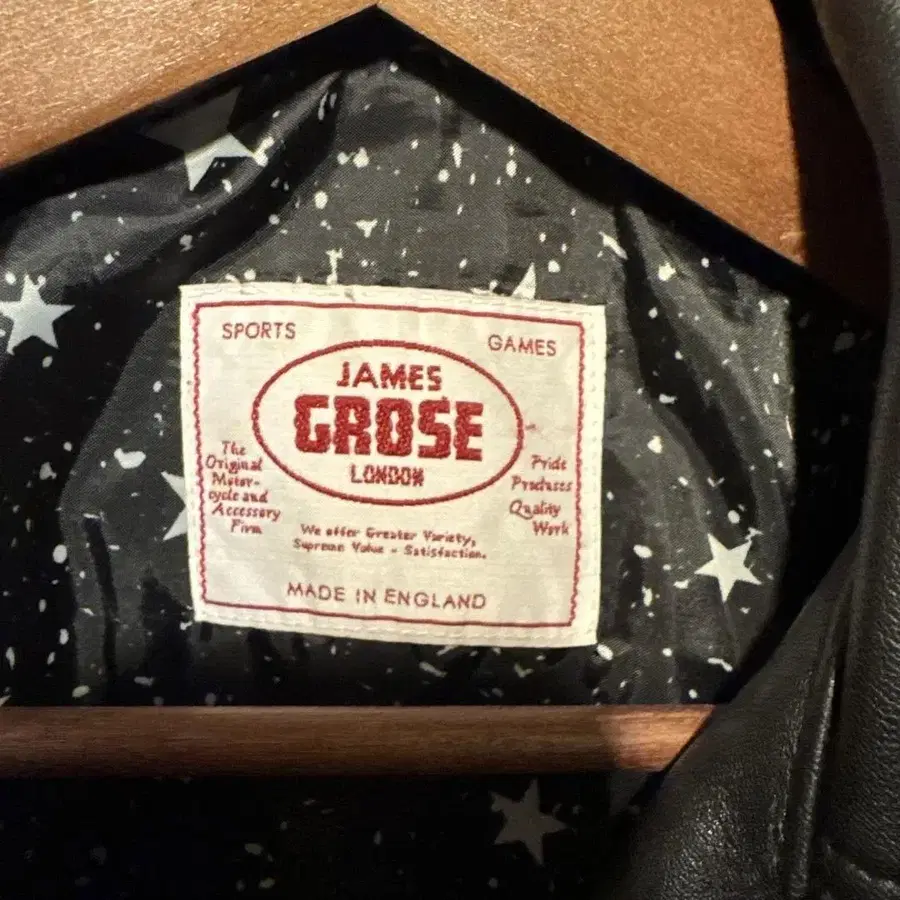 SPORTS
GAMES
JAMES
GROSE
LONDON
The
Original
Motor-
cycle and
Accessory
Firm
Pride
Produces
Quality
Work
We offer Greater Variety,
Supreme Value - Satisfaction.
MADE IN ENGLAND